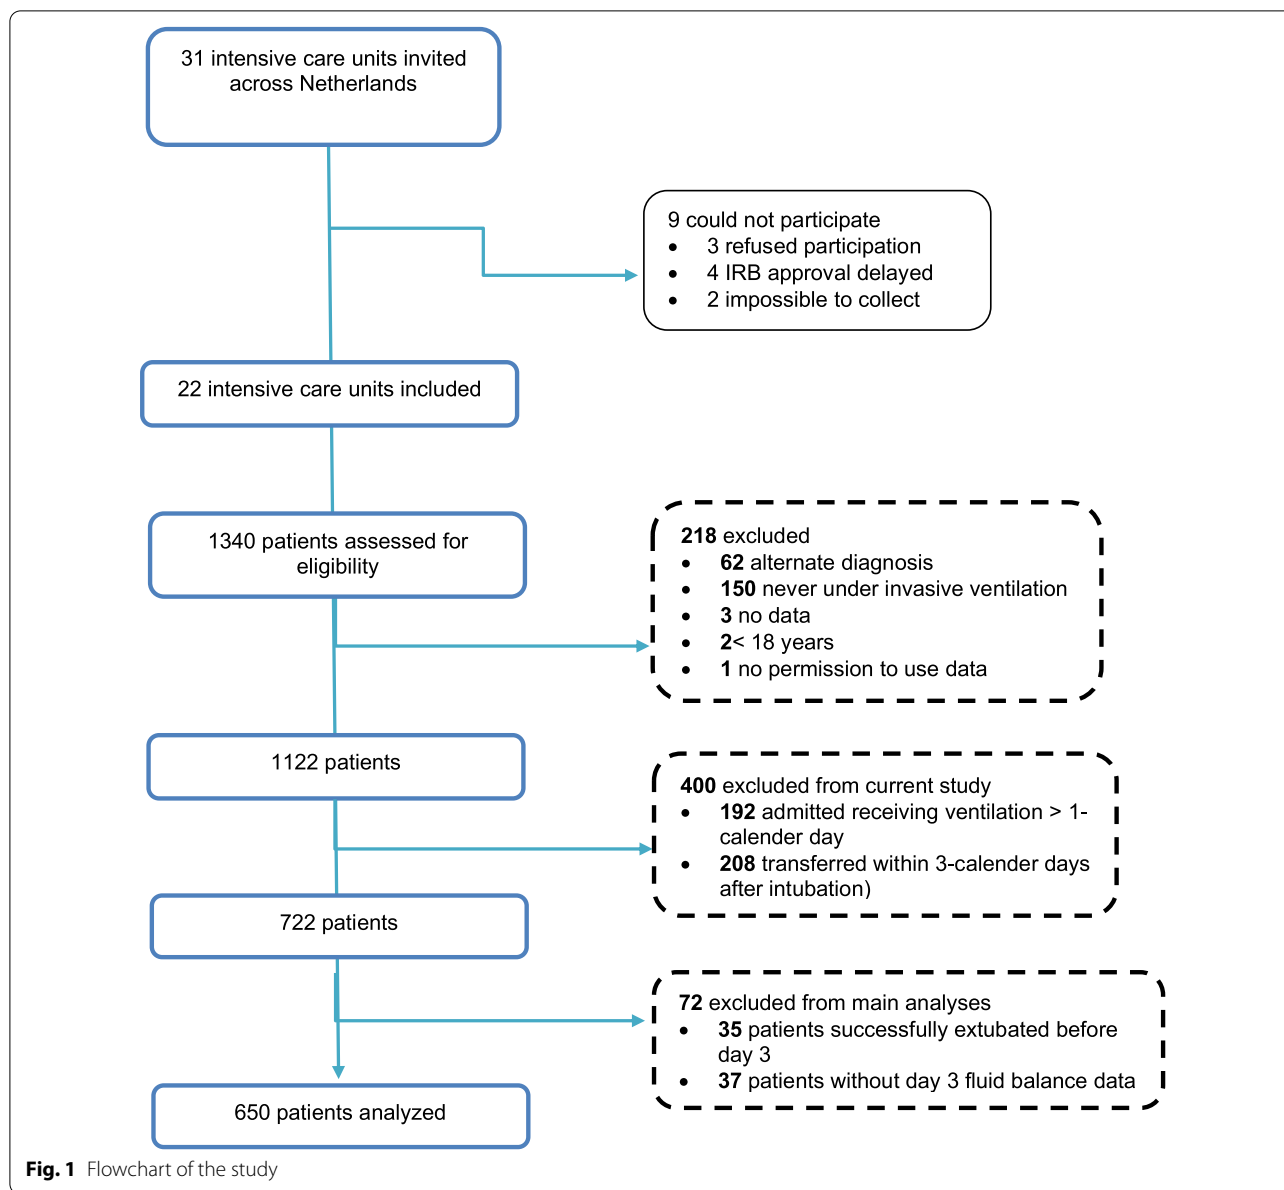 31 intensive care units invited
across Netherlands
9 could not participate
• 3 refused participation
• 4 IRB approval delayed
• 2 impossible to collect
22 intensive care units included
1340 patients assessed for
eligibility
218 excluded
• 62 alternate diagnosis
• 150 never under invasive ventilation
• 3 no data
• 2< 18 years
• 1 no permission to use data
1122 patients
400 excluded from current study
• 192 admitted receiving ventilation > 1-
calender day
• 208 transferred within 3-calender days
after intubation)
722 patients
72 excluded from main analyses
• 35 patients successfully extubated before
day 3
• 37 patients without day 3 fluid balance data
650 patients analyzed
Fig. 1 Flowchart of the study